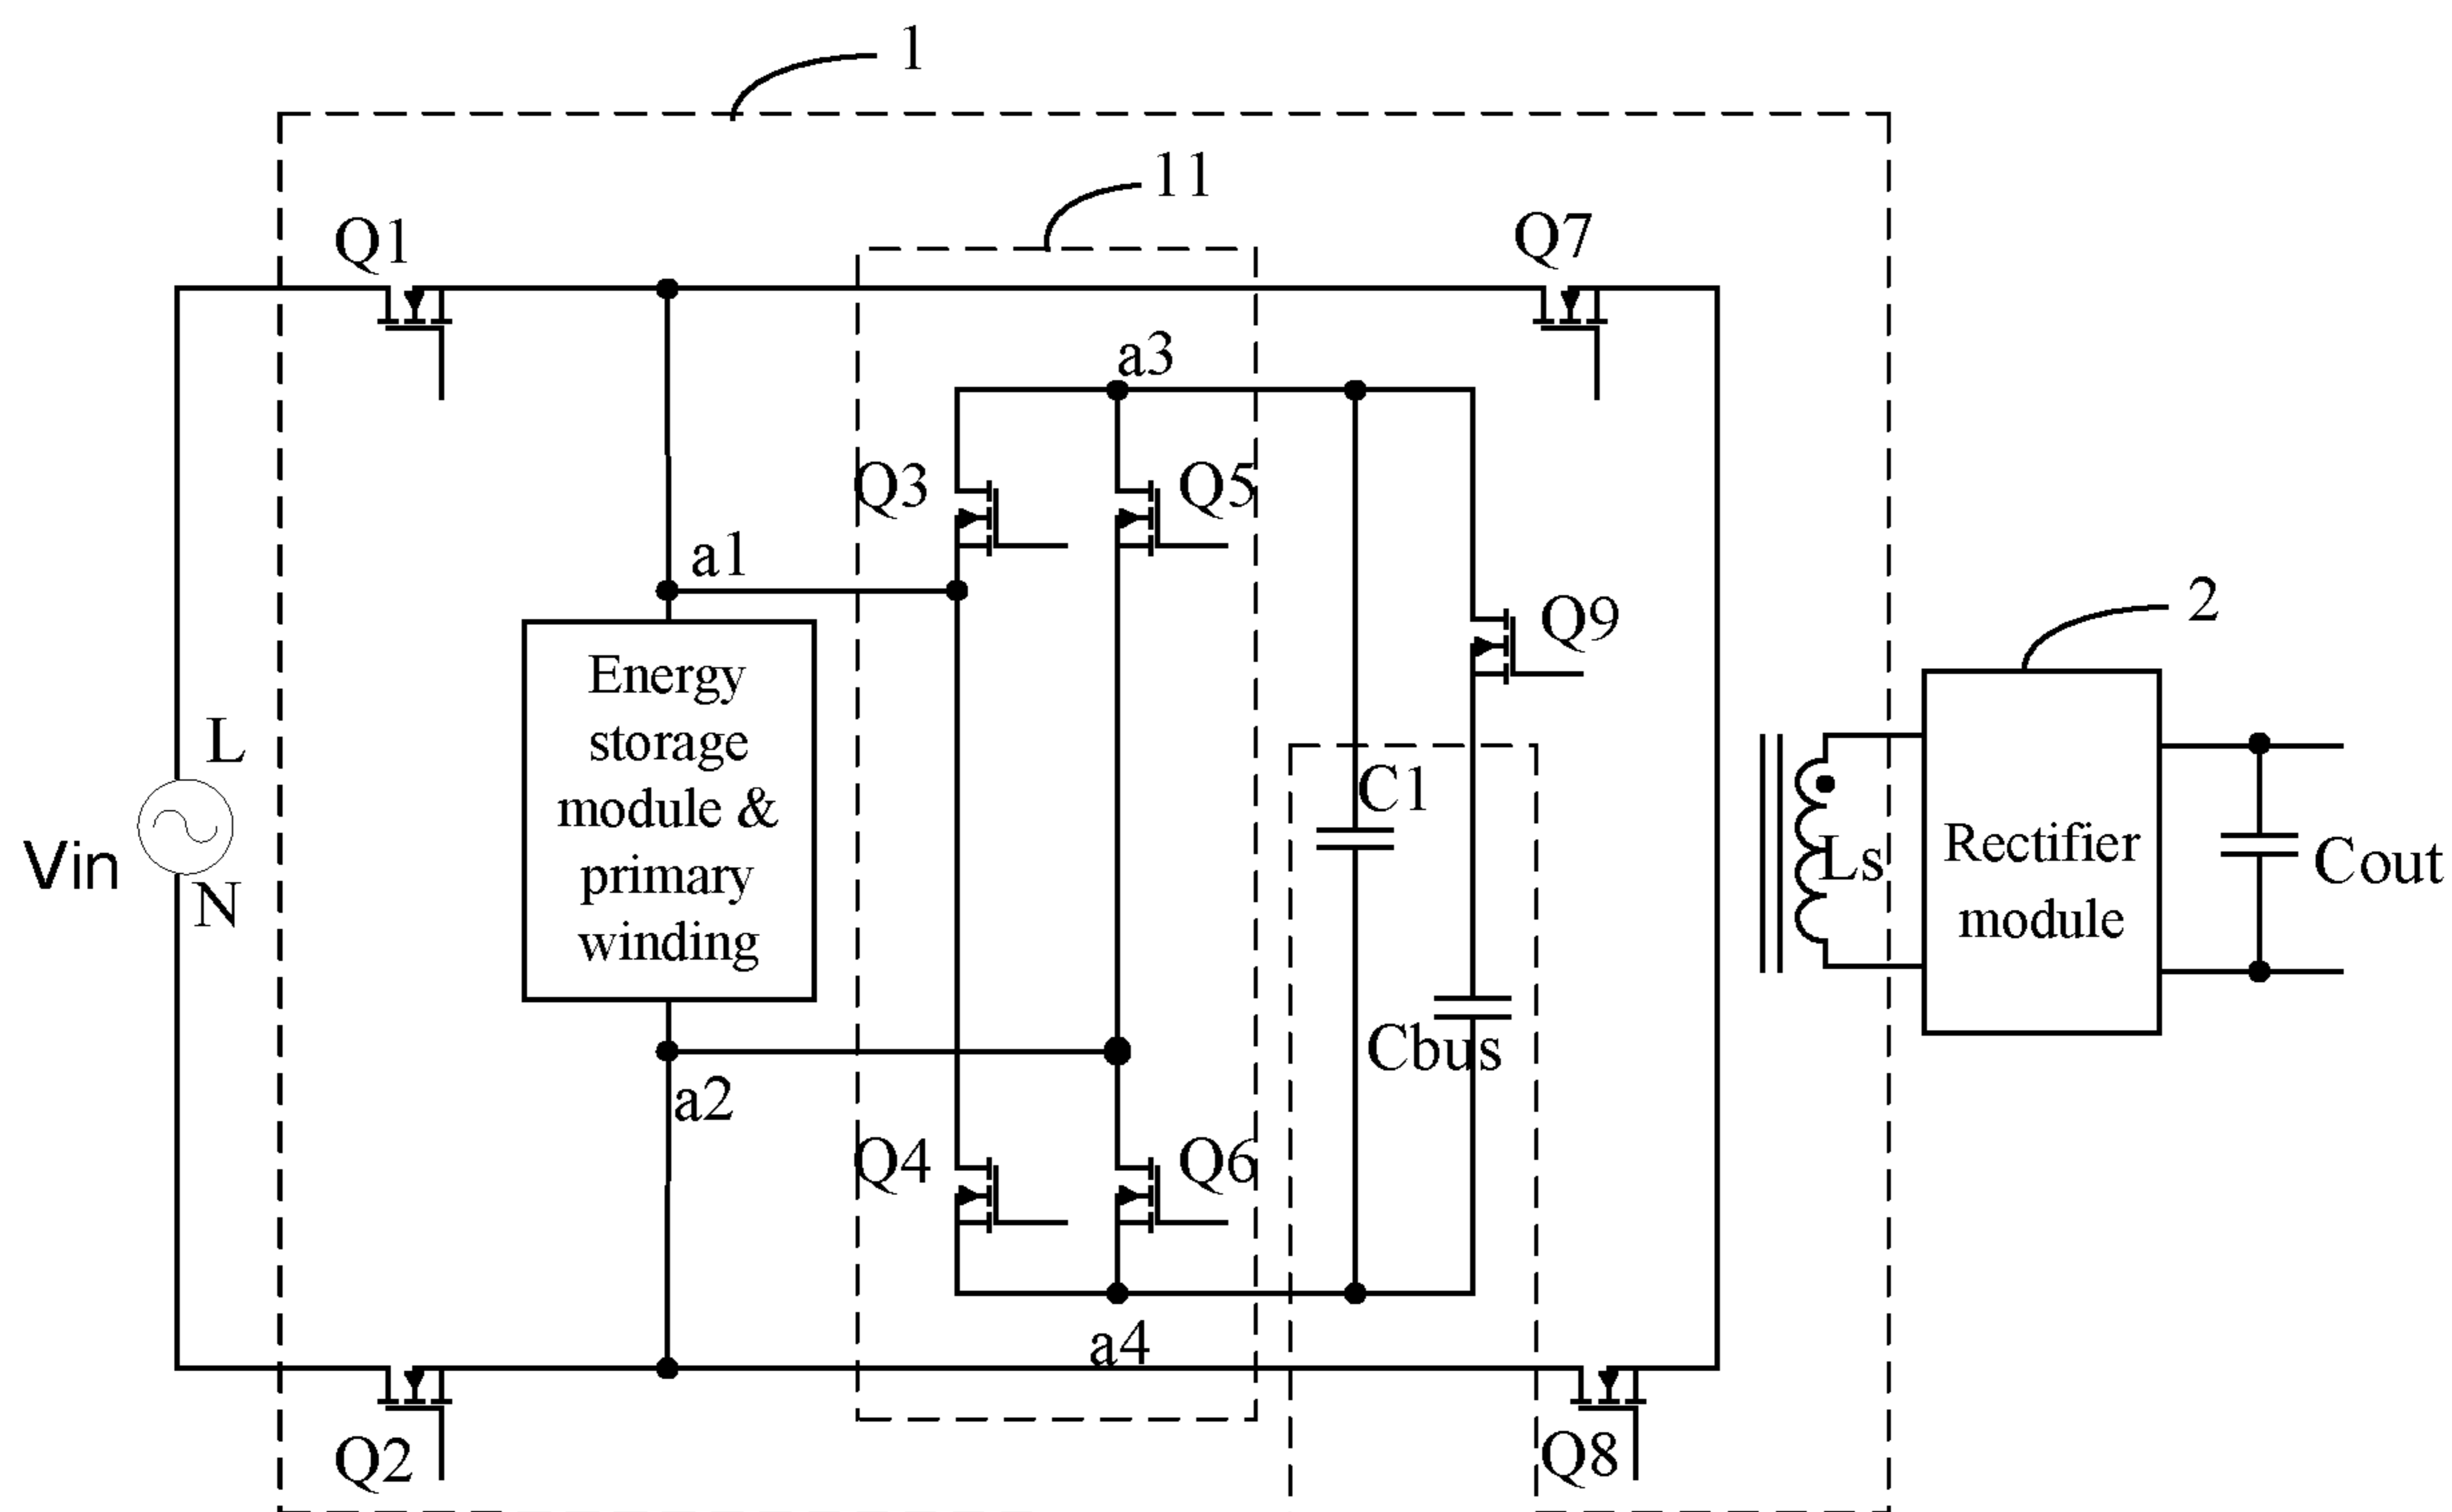 1
11
Q1
Q7
a3
Q3
Q5
a1
Q9
2
Energy
storage
module &
primary
winding
L
Vin
N
C1
Ls
Rectifier
module
Cout
Cbus
a2
Q4
Q6
a4
Q2
Q8